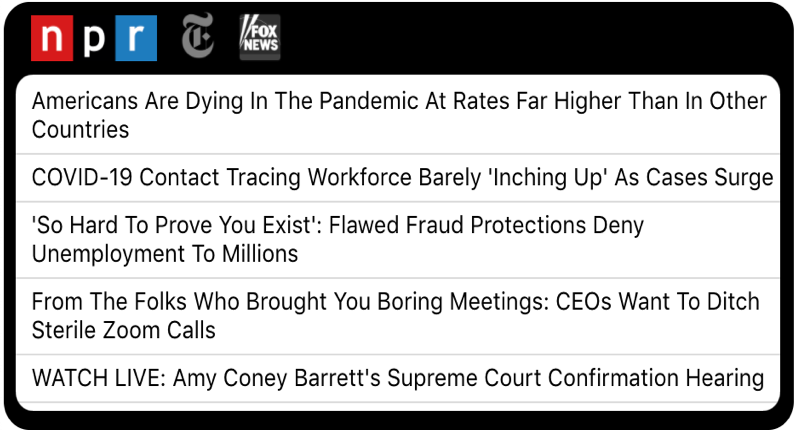 npr T FOX NEWS
Americans Are Dying In The Pandemic At Rates Far Higher Than In Other
Countries
COVID-19 Contact Tracing Workforce Barely 'Inching Up' As Cases Surge
'So Hard To Prove You Exist': Flawed Fraud Protections Deny
Unemployment To Millions
From The Folks Who Brought You Boring Meetings: CEOs Want To Ditch
Sterile Zoom Calls
WATCH LIVE: Amy Coney Barrett's Supreme Court Confirmation Hearing